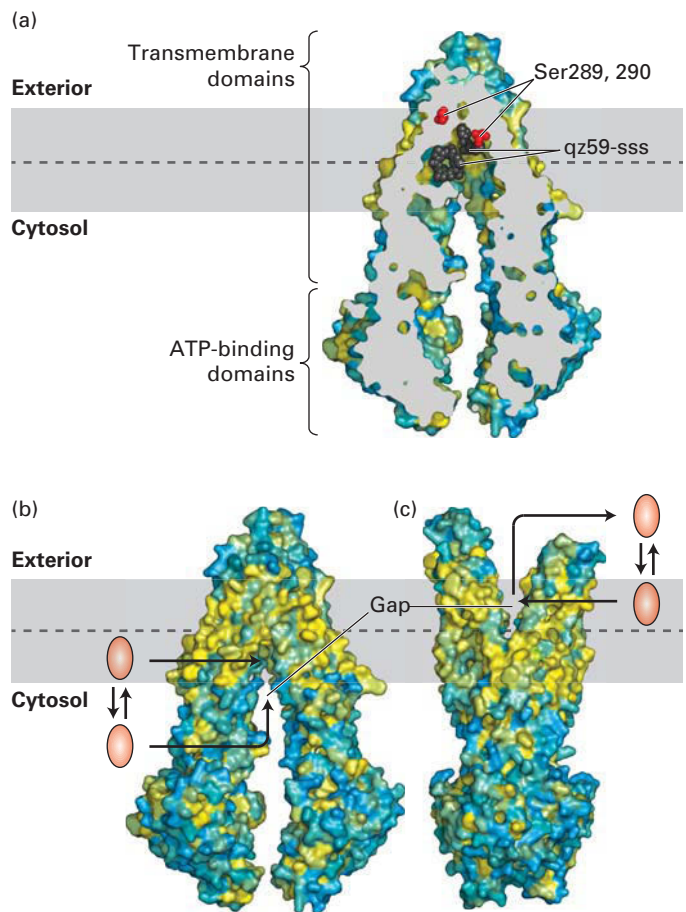 (a)
Transmembrane
domains
Exterior
Ser289, 290
qz59-sss
Cytosol
ATP-binding
domains
(b)
(c)
Exterior
Gap
Cytosol